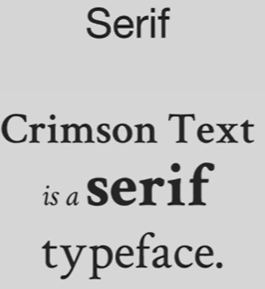 Serif
Crimson Text
is a serif
typeface.